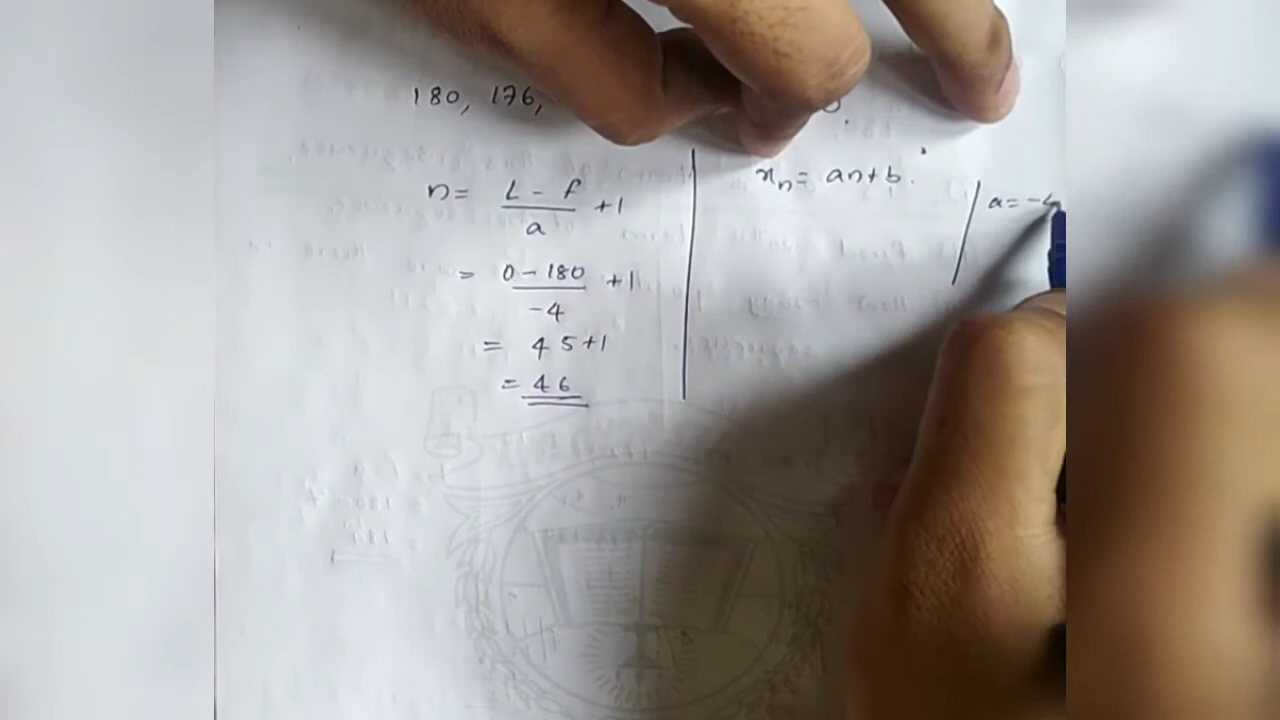 180, 176,
n = L - f / a + 1
= 0 - 180 / -4 + 1
= 45+1
= 46
xn = an+b.
a = -4